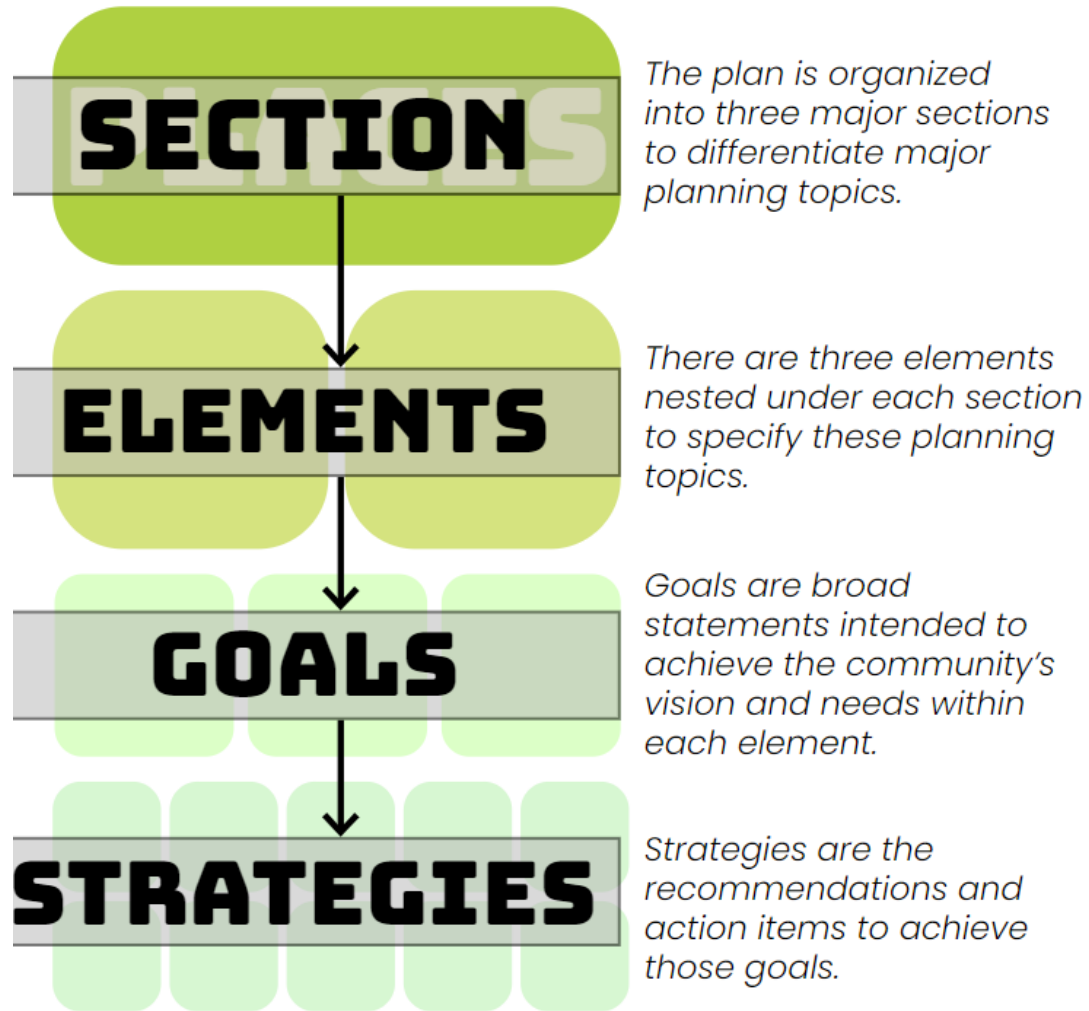 PLACES
SECTION
The plan is organized
into three major sections
to differentiate major
planning topics.
ELEMENTS
There are three elements
nested under each section
to specify these planning
topics.
GOALS
Goals are broad
statements intended to
achieve the community's
vision and needs within
each element.
STRATEGIES
Strategies are the
recommendations and
action items to achieve
those goals.